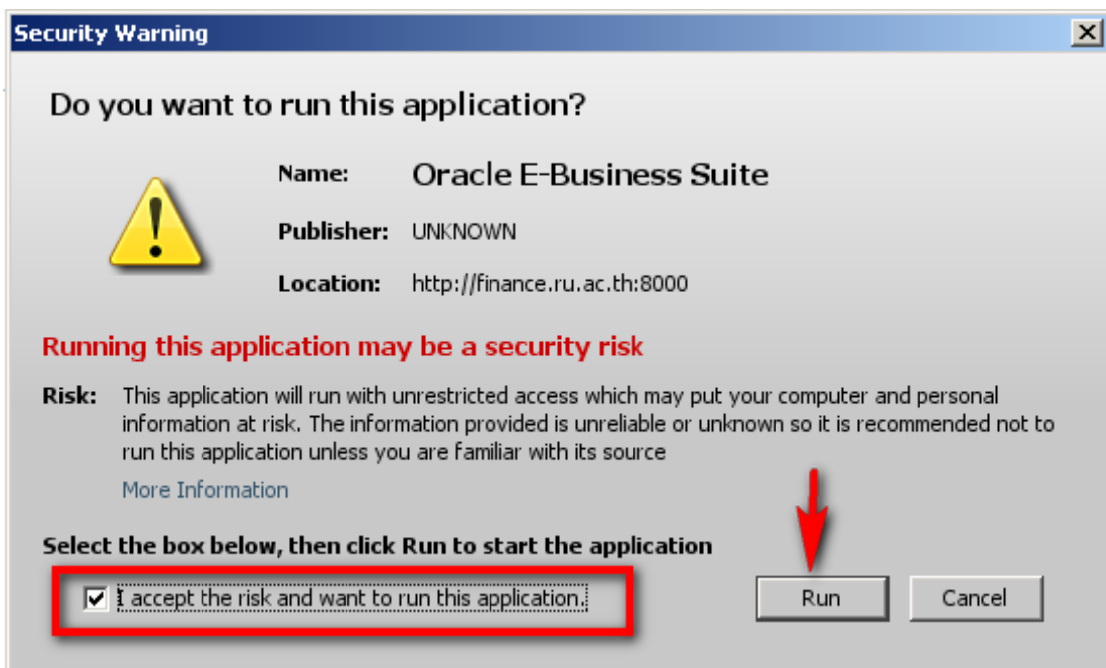 Security Warning
Do you want to run this application?
Name: Oracle E-Business Suite
Publisher: UNKNOWN
Location: http://finance.ru.ac.th:8000
Running this application may be a security risk
Risk: This application will run with unrestricted access which may put your computer and personal
information at risk. The information provided is unreliable or unknown so it is recommended not to
run this application unless you are familiar with its source
More Information
Select the box below, then click Run to start the application
I accept the risk and want to run this application.
Run Cancel